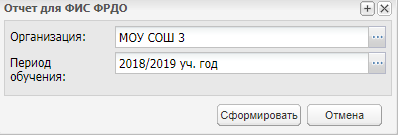 Отчет для ФИС ФРДО
Организация: МОУ СОШ 3
Период обучения: 2018/2019 уч. год
Сформировать Отмена